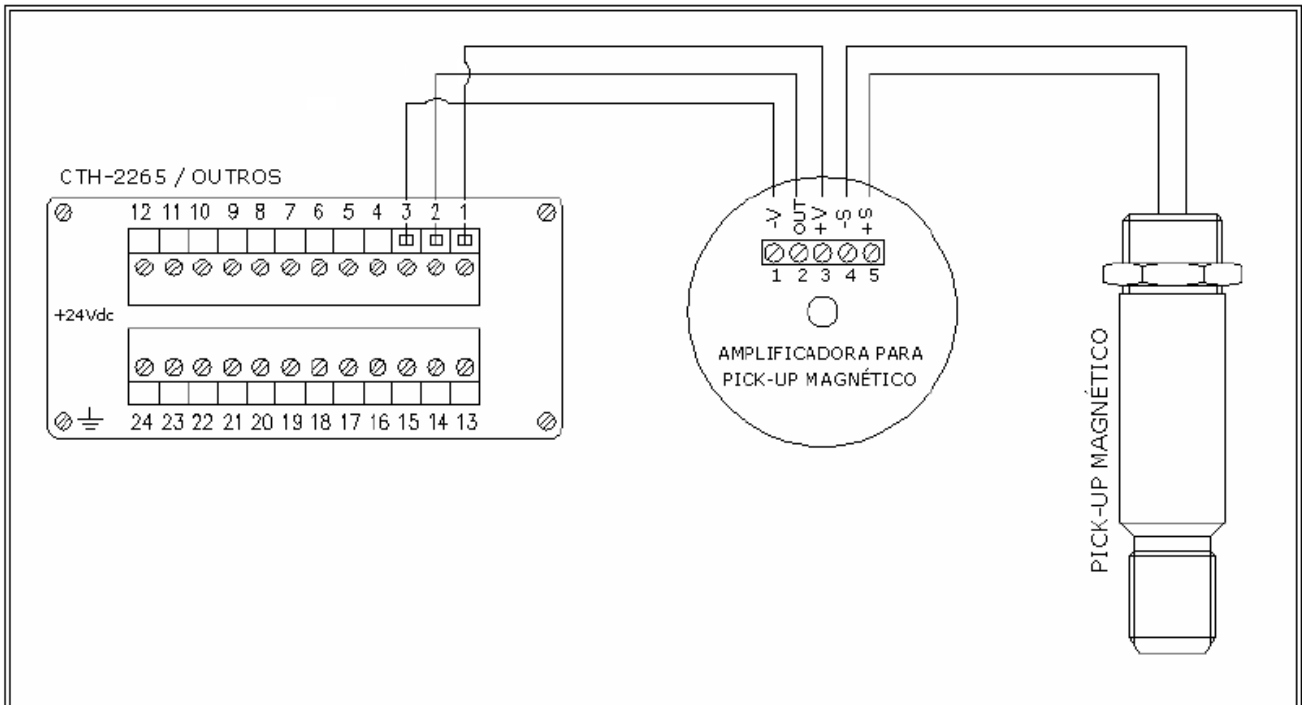 CTH-2265 / OUTROS
12 11 10 9 8 7 6 5 4 3 2 1
+24Vdc
24 23 22 21 20 19 18 17 16 15 14 13
-V OUT +V -S +S
1 2 3 4 5
AMPLIFICADORA PARA
PICK-UP MAGNÉTICO
PICK-UP MAGNÉTICO